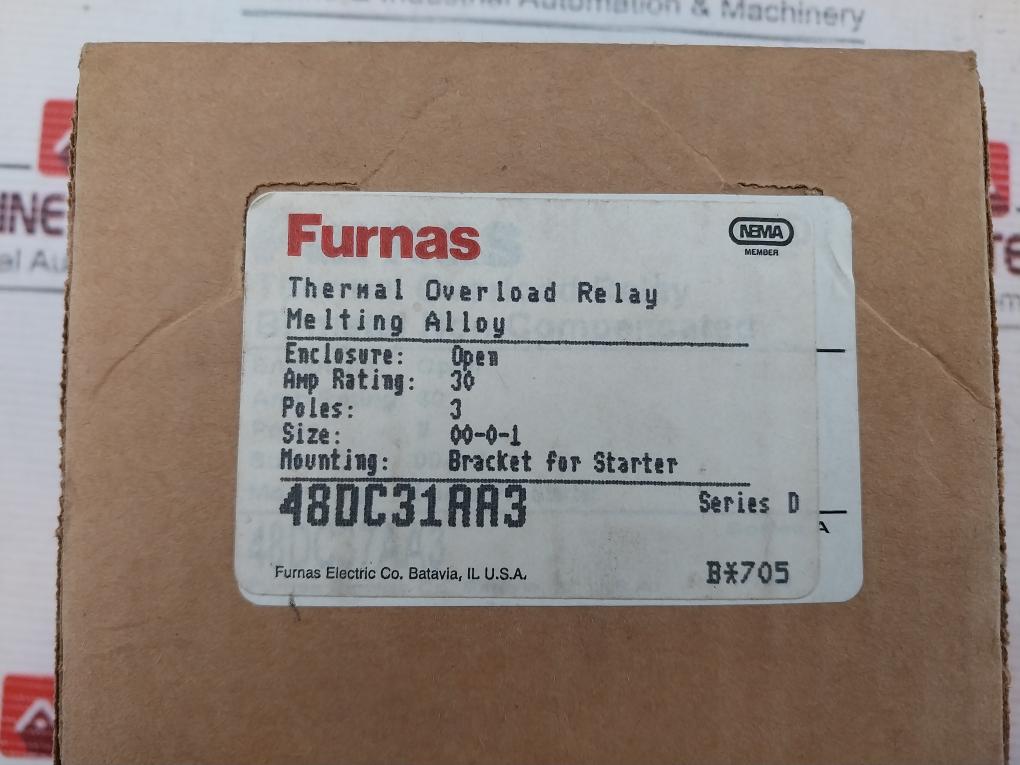 Industrial Automation & Machinery
Furnas
NEMA
MEMBER
Thermal Overload Relay
Melting Alloy
Enclosure: Open
Amp Rating: 30
Poles: 3
Size: 00-0-1
Mounting: Bracket for Starter
48DC31AA3 Series D
A
Furnas Electric Co. Batavia, IL U.S.A. B*705